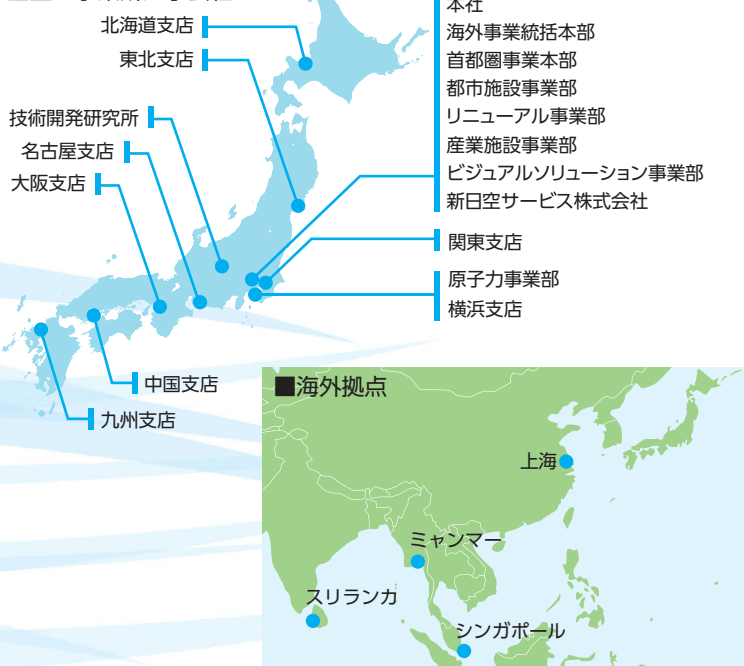 北海道支店
東北支店
技術開発研究所
名古屋支店
大阪支店
本社
海外事業統括本部
首都圏事業本部
都市施設事業部
リニューアル事業部
産業施設事業部
ビジュアルソリューション事業部
新日空サービス株式会社
関東支店
原子力事業部
横浜支店
中国支店
九州支店
■海外拠点
上海
ミャンマー
スリランカ
シンガポール